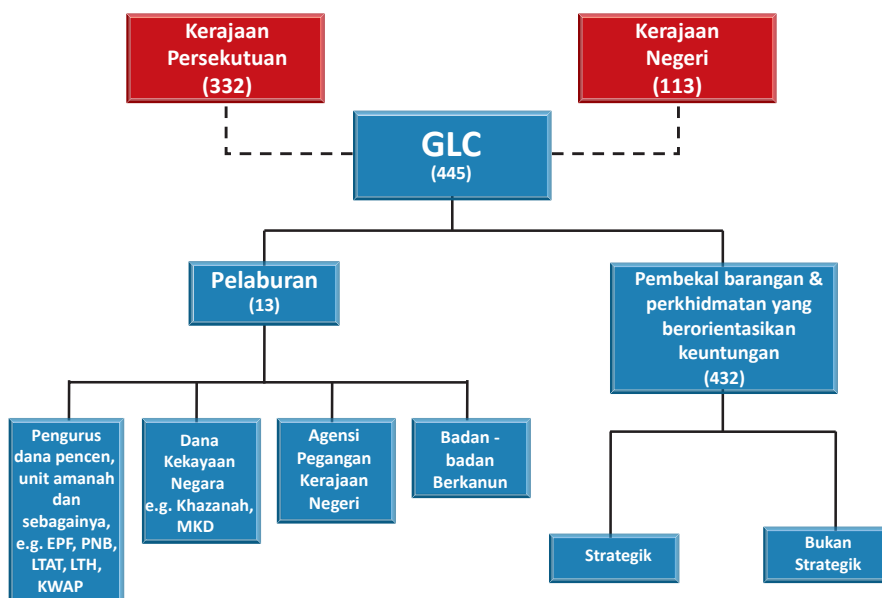 Kerajaan
Persekutuan
(332)
Kerajaan
Negeri
(113)
GLC
(445)
Pelaburan
(13)
Pembekal barangan &
perkhidmatan yang
berorientasikan
keuntungan
(432)
Pengurus
dana pencen,
unit amanah
dan
sebagainya,
e.g. EPF, PNB,
LTAT, LTH,
KWAP
Dana
Kekayaan
Negara
e.g. Khazanah,
MKD
Agensi
Pegangan
Kerajaan
Negeri
Badan -
badan
Berkanun
Strategik
Bukan
Strategik